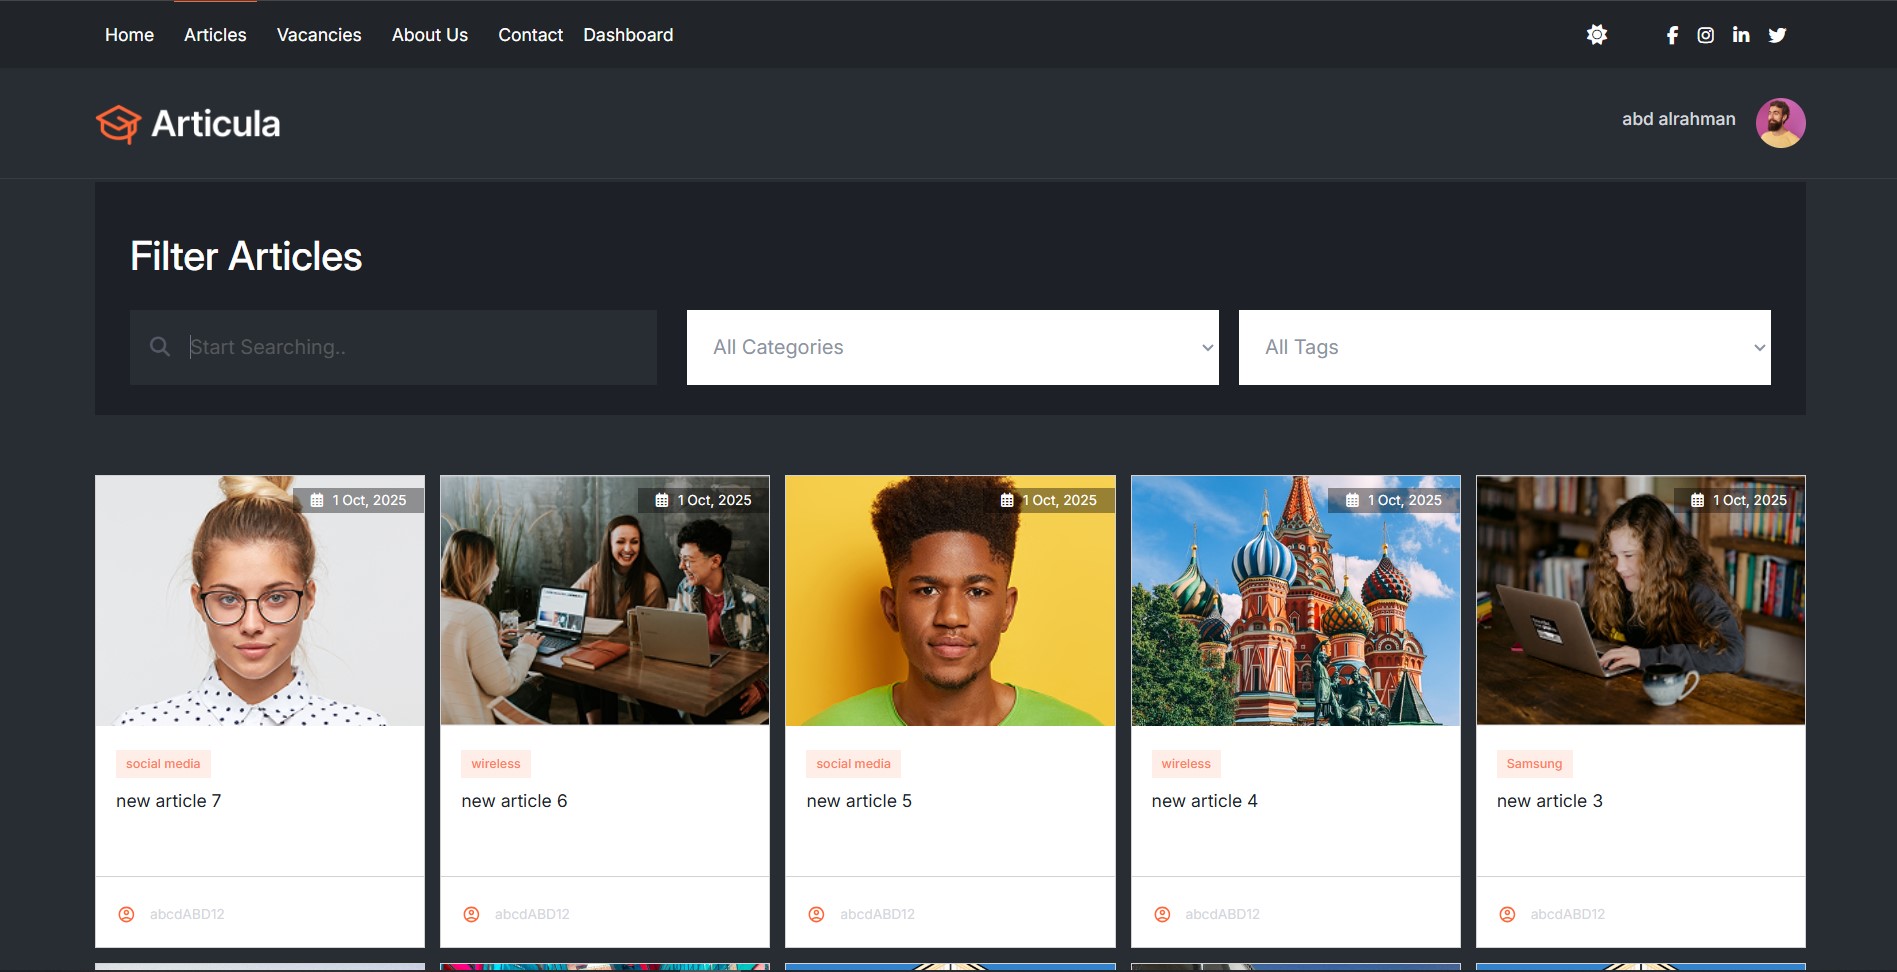 Home Articles Vacancies About Us Contact Dashboard
Articula
abd alrahman
Filter Articles
Start Searching..
All Categories
All Tags
1 Oct, 2025
1 Oct, 2025
1 Oct, 2025
1 Oct, 2025
1 Oct, 2025
social media
new article 7
abcdABD12
wireless
new article 6
abcdABD12
social media
new article 5
abcdABD12
wireless
new article 4
abcdABD12
Samsung
new article 3
abcdABD12